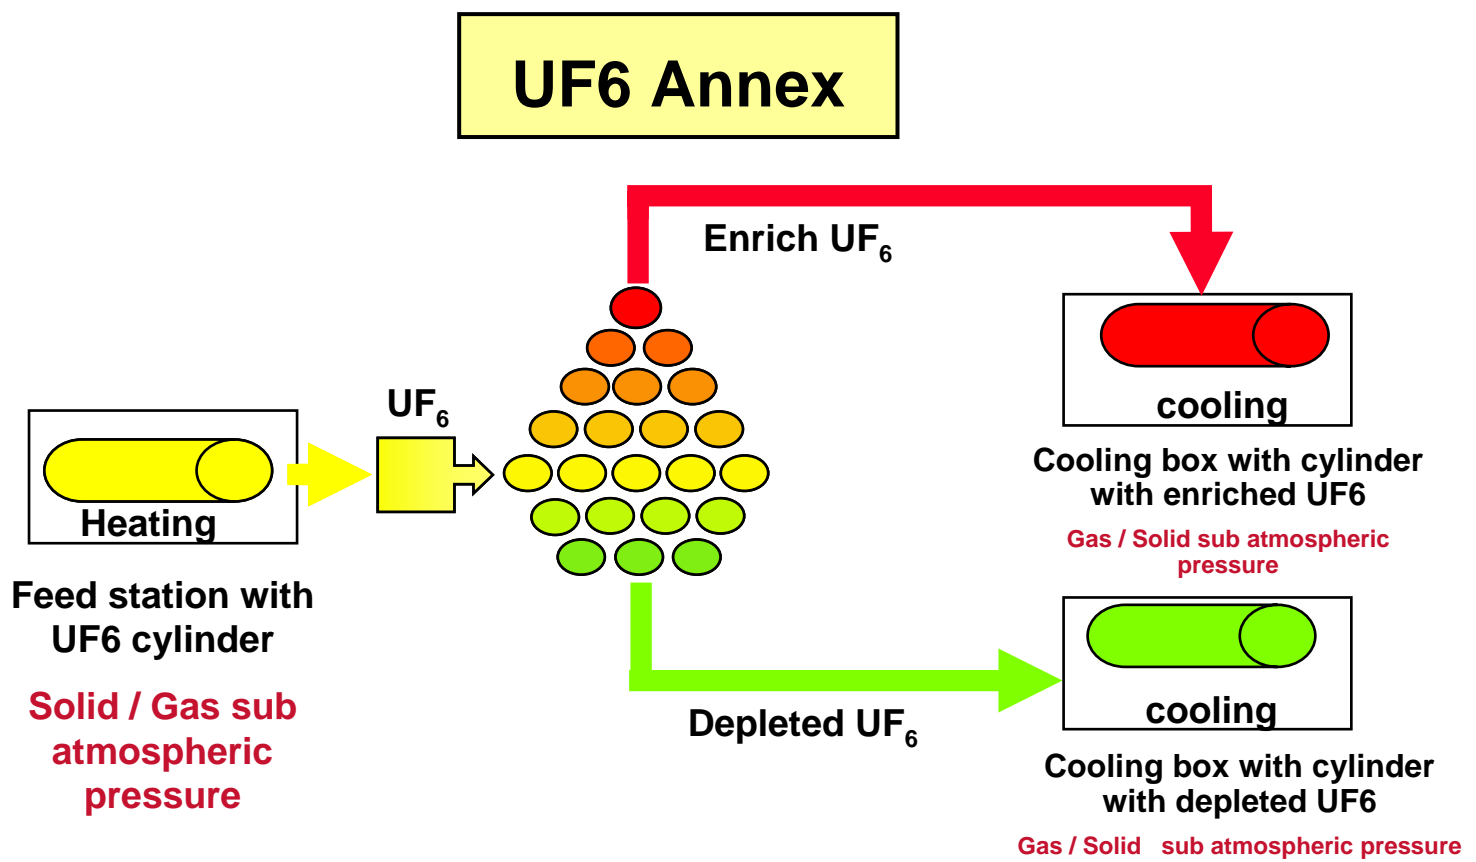 UF6 Annex
Enrich UF₆
UF₆
Heating
Feed station with
UF6 cylinder
Solid / Gas sub
atmospheric
pressure
cooling
Cooling box with cylinder
with enriched UF6
Gas / Solid sub atmospheric
pressure
Depleted UF₆
cooling
Cooling box with cylinder
with depleted UF6
Gas / Solid sub atmospheric pressure